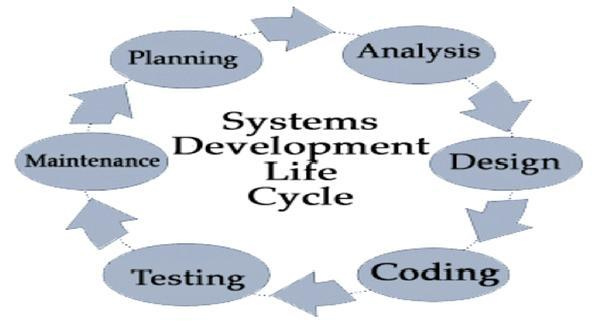 Planning
Analysis
Systems
Development
Life
Cycle
Maintenance
Design
Testing
Coding